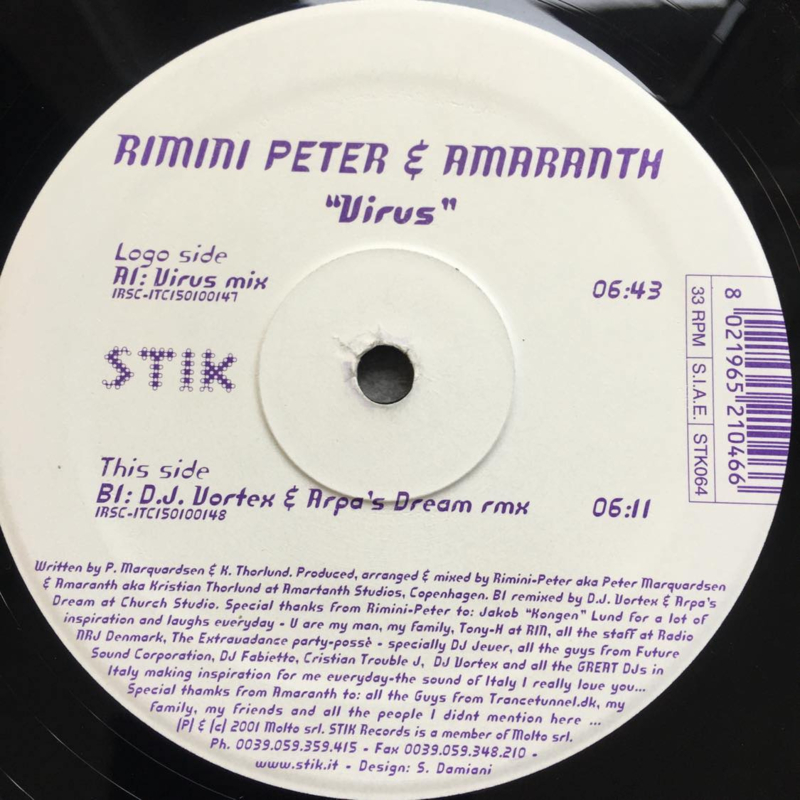 RIMINI PETER & AMARANTH
"Virus"
Logo side
A1: Virus mix 06:43
IRSC-ITC150100147
STIK
This side
B1: D.J. Vortex & Arpa's Dream rmx 06:11
IRSC-ITC150100148
Written by P. Marquardsen & K. Thorlund. Produced, arranged & mixed by Rimini-Peter aka Peter Marquardsen
& Amaranth aka Kristian Thorlund at Amartanth Studios, Copenhagen. B1 remixed by D.J. Vortex & Arpa's
Dream at Church Studio. Special thanks from Rimini-Peter to: Jakob "Kongen" Lund for a lot of
inspiration and laughs everyday - U are my man, my family, Tony-H at RIN, all the staff at Radio
NRJ Denmark, The Extravadance party-possè - specially DJ Jever, all the guys from Future
Sound Corporation, DJ Fabietto, Cristian Trouble J, DJ Vortex and all the GREAT DJs in
Italy making inspiration for me everyday-the sound of Italy I really love you...
Special thamks from Amaranth to: all the Guys from Trancetunnel.dk, my
family, my friends and all the people I didnt mention here ...
(P) & (c) 2001 Molto srl. STIK Records is a member of Molto srl.
Ph. 0039.059.359.415 - Fax 0039.059.348.210 -
www.stik.it - Design: S. Damiani
33 RPM S.I.A.E. STK064
8 021965 210466